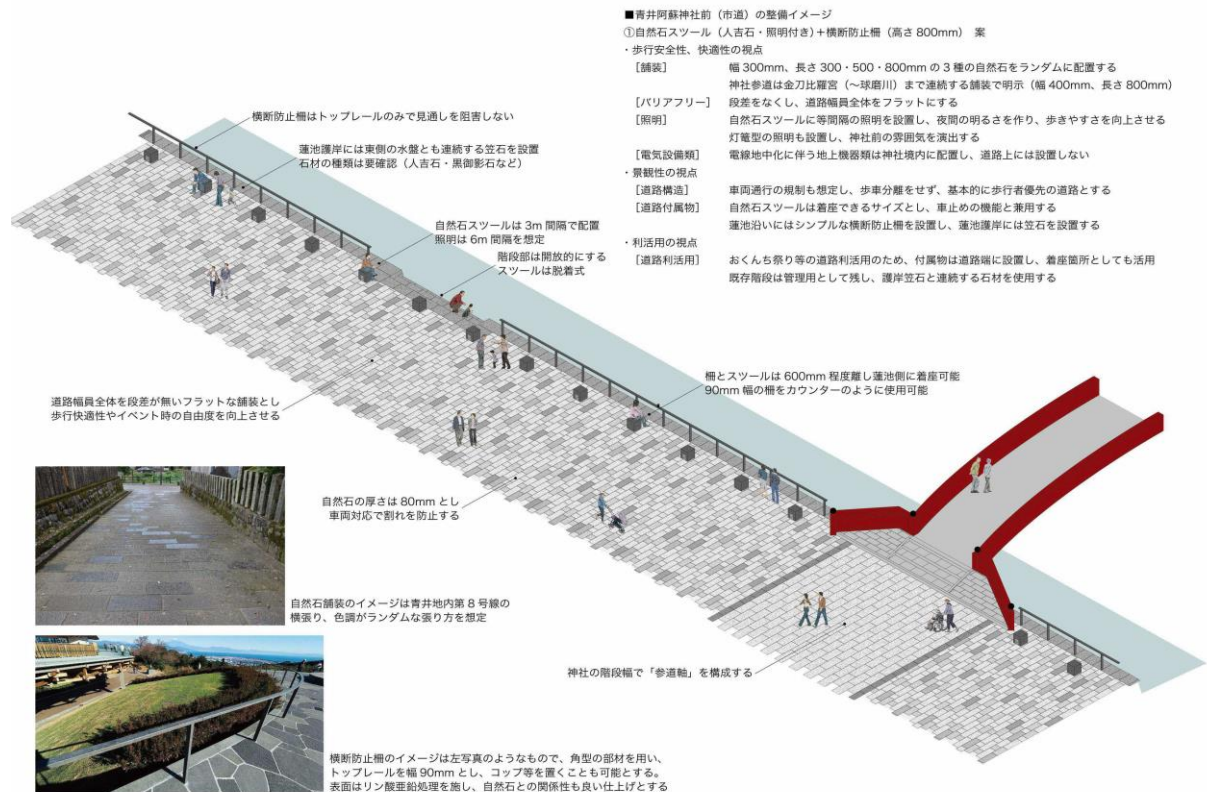 ■青井阿蘇神社前（市道）の整備イメージ
①自然石スツール（人吉石・照明付き）+横断防止柵（高さ 800mm） 案
・歩行安全性、快適性の視点
［舗装］ 幅 300mm、長さ 300・500・800mm の 3 種の自然石をランダムに配置する
神社参道は金刀比羅宮（〜球磨川）まで連続する舗装で明示（幅 400mm、長さ 800mm）
［バリアフリー］ 段差をなくし、道路幅員全体をフラットにする
［照明］ 自然石スツールに等間隔の照明を設置し、夜間の明るさを作り、歩きやすさを向上させる
灯篭型の照明も設置し、神社前の雰囲気を演出する
［電気設備類］ 電線地中化に伴う地上機器類は神社境内に配置し、道路上には設置しない
・景観性の視点
［道路構造］ 車両通行の規制も想定し、歩車分離をせず、基本的に歩行者優先の道路とする
［道路付属物］ 自然石スツールは着座できるサイズとし、車止めの機能と兼用する
蓮池沿いにはシンプルな横断防止柵を設置し、蓮池護岸には笠石を設置する
・利活用の視点
［道路利活用］ おくんち祭り等の道路利活用のため、付属物は道路端に設置し、着座箇所としても活用
既存階段は管理用として残し、護岸笠石と連続する石材を使用する
横断防止柵はトップレールのみで見通しを阻害しない
蓮池護岸には東側の水盤とも連続する笠石を設置
石材の種類は要確認（人吉石・黒御影石など）
自然石スツールは 3m 間隔で配置
照明は 6m 間隔を想定
階段部は開放的にする
スツールは脱着式
柵とスツールは 600mm 程度離し蓮池側に着座可能
90mm 幅の柵をカウンターのように使用可能
道路幅員全体を段差が無いフラットな舗装とし
歩行快適性やイベント時の自由度を向上させる
自然石の厚さは 80mm とし
車両対応で割れを防止する
自然石舗装のイメージは青井地内第 8 号線の
横張り、色調がランダムな張り方を想定
神社の階段幅で「参道軸」を構成する
横断防止柵のイメージは左写真のようなもので、角型の部材を用い、
トップレールを幅 90mm とし、コップ等を置くことも可能とする。
表面はリン酸亜鉛処理を施し、自然石との関係性も良い仕上げとする